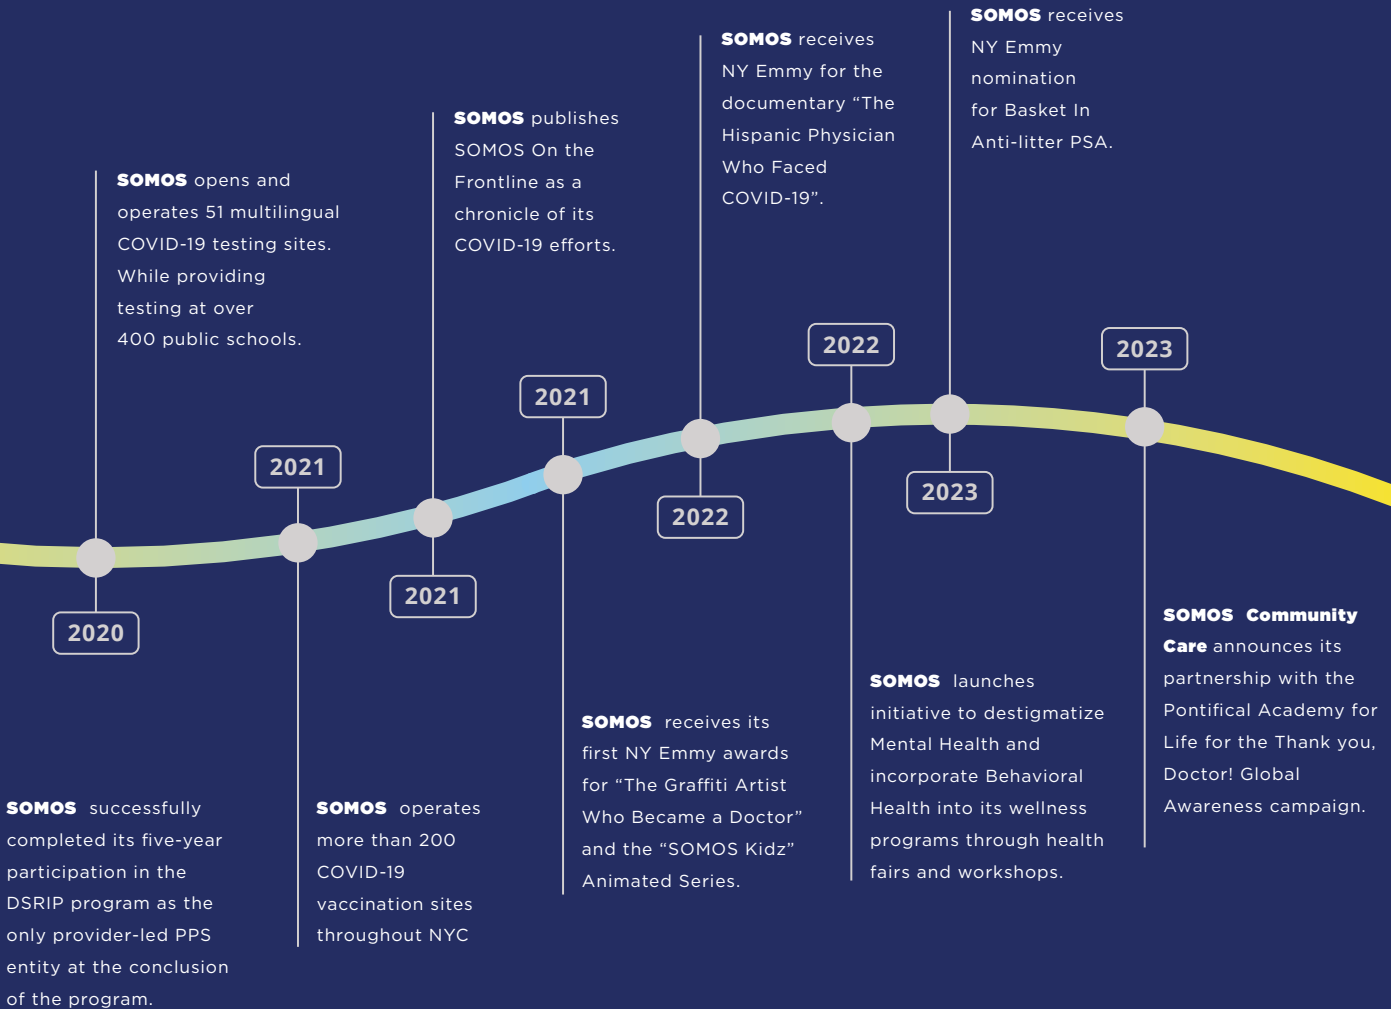 SOMOS opens and
operates 51 multilingual
COVID-19 testing sites.
While providing
testing at over
400 public schools.
2020
SOMOS successfully
completed its five-year
participation in the
DSRIP program as the
only provider-led PPS
entity at the conclusion
of the program.
2021
SOMOS operates
more than 200
COVID-19
vaccination sites
throughout NYC
SOMOS publishes
SOMOS On the
Frontline as a
chronicle of its
COVID-19 efforts.
2021
2021
SOMOS receives its
first NY Emmy awards
for “The Graffiti Artist
Who Became a Doctor”
and the “SOMOS Kidz”
Animated Series.
SOMOS receives
NY Emmy for the
documentary “The
Hispanic Physician
Who Faced
COVID-19”.
2022
2022
SOMOS launches
initiative to destigmatize
Mental Health and
incorporate Behavioral
Health into its wellness
programs through health
fairs and workshops.
SOMOS receives
NY Emmy
nomination
for Basket In
Anti-litter PSA.
2023
2023
SOMOS Community
Care announces its
partnership with the
Pontifical Academy for
Life for the Thank you,
Doctor! Global
Awareness campaign.